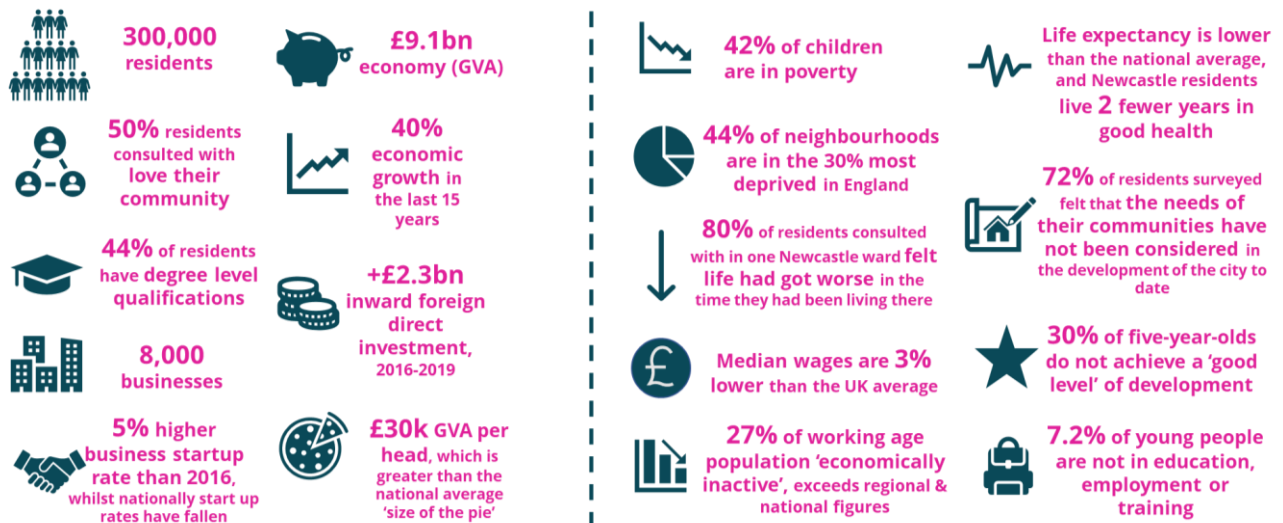 300,000
residents
£9.1bn
economy (GVA)
50% residents
consulted with
love their
community
40%
economic
growth in
the last 15
years
44% of residents
have degree level
qualifications
+£2.3bn
inward foreign
direct
investment,
2016-2019
8,000
businesses
5% higher
business startup
rate than 2016,
whilst nationally start up
rates have fallen
£30k GVA per
head, which is
greater than the
national average
‘size of the pie’
42% of children
are in poverty
Life expectancy is lower
than the national average,
and Newcastle residents
live 2 fewer years in
good health
44% of neighbourhoods
are in the 30% most
deprived in England
72% of residents surveyed
felt that the needs of
their communities have
not been considered in
the development of the city to
date
80% of residents consulted
with in one Newcastle ward felt
life had got worse in the
time they had been living there
£
Median wages are 3%
lower than the UK average
30% of five-year-olds
do not achieve a ‘good
level’ of development
27% of working age
population ‘economically
inactive’, exceeds regional &
national figures
7.2% of young people
are not in education,
employment or
training